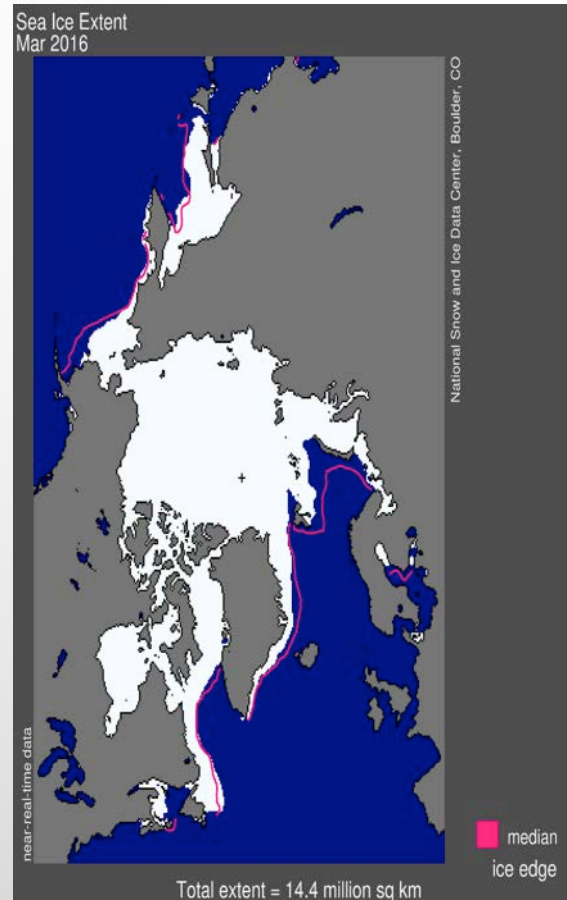 Sea Ice Extent
Mar 2016
National Snow and Ice Data Center, Boulder, CO
near-real-time data
median
ice edge
Total extent = 14.4 million sq km